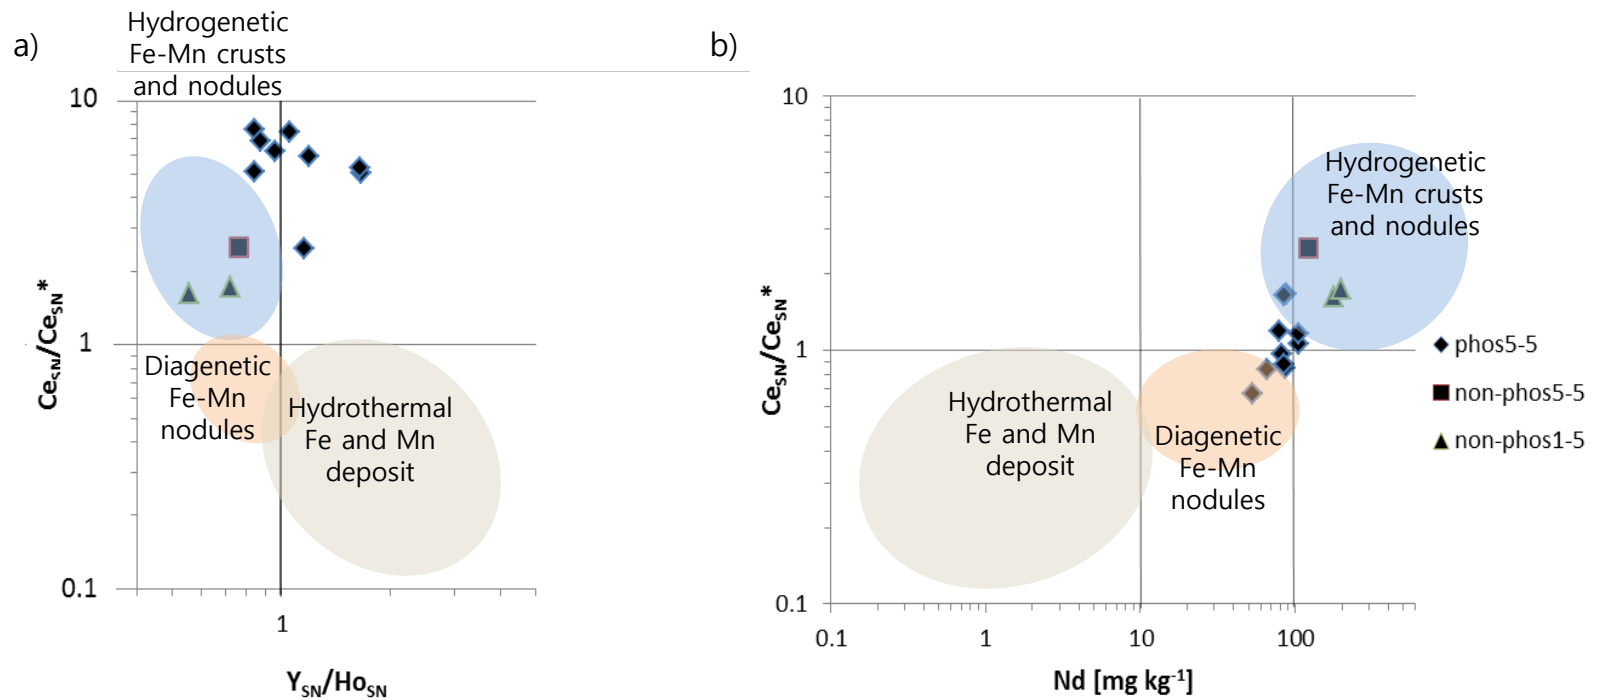 a)
Hydrogenetic
Fe-Mn crusts
and nodules
10
1
0.1
Ce_SN/Ce_SN*
Diagenetic
Fe-Mn
nodules
Hydrothermal
Fe and Mn
deposit
1
Y_SN/Ho_SN
b)
10
1
0.1
Ce_SN/Ce_SN*
Hydrogenetic
Fe-Mn crusts
and nodules
Hydrothermal
Fe and Mn
deposit
Diagenetic
Fe-Mn
nodules
0.1
1
10
100
Nd [mg kg⁻¹]
phos5-5
non-phos5-5
non-phos1-5